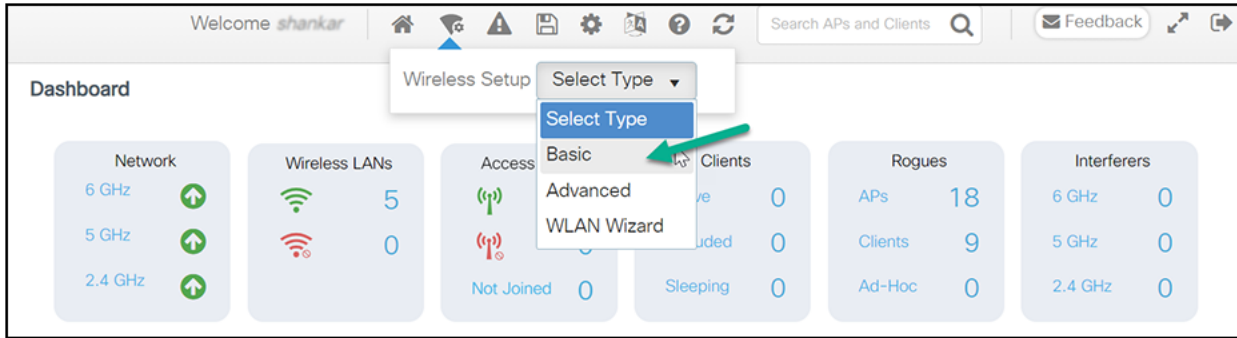 Welcome shankar
Search APs and Clients
Feedback
Wireless Setup
Select Type
Select Type
Basic
Advanced
WLAN Wizard
Dashboard
Network
6 GHz
5 GHz
2.4 GHz
Wireless LANs
5
0
Access
Not Joined 0
Clients
0
0
Sleeping 0
Rogues
APs 18
Clients 9
Ad-Hoc 0
Interferers
6 GHz 0
5 GHz 0
2.4 GHz 0